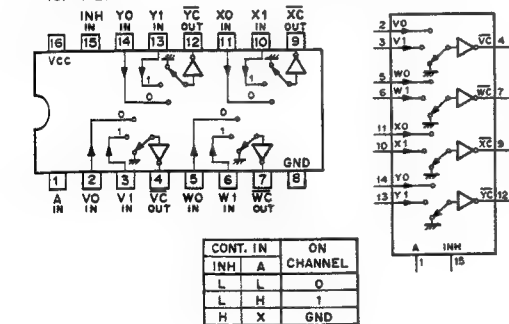 INH Y0 Y1 YC X0 X1 XC
IN IN IN OUT IN IN OUT
16 15 14 13 12 11 10 9
VCC
1 1
0 0
0 0
1 1
GND
1 2 3 4 5 6 7 8
A V0 V1 VC W0 W1 WC
IN IN IN OUT IN IN OUT
2 V0
3 V1 VC 4
5 W0
6 W1 WC 7
11 X0
10 X1 XC 9
14 Y0
13 Y1 YC 12
A INH
1 15
CONT. IN ON CHANNEL
INH A
L L 0
L H 1
H X GND